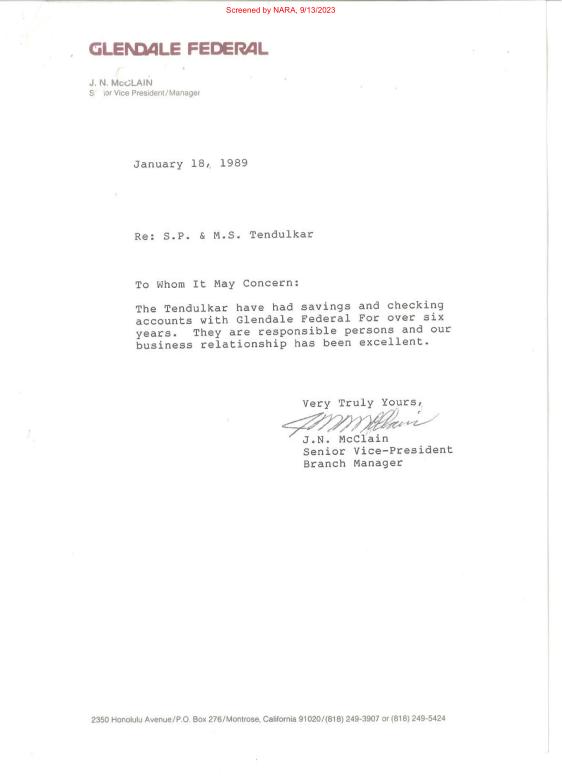 Screened by NARA, 9/13/2023
GLENDALE FEDERAL
J. N. McCLAIN
Senior Vice President/Manager
January 18, 1989
Re: S.P. & M.S. Tendulkar
To Whom It May Concern:
The Tendulkar have had savings and checking
accounts with Glendale Federal For over six
years. They are responsible persons and our
business relationship has been excellent.
Very Truly Yours,
J.N. McClain
Senior Vice-President
Branch Manager
2350 Honolulu Avenue/P.O. Box 276/Montrose, California 91020/(818) 249-3907 or (818) 249-5424